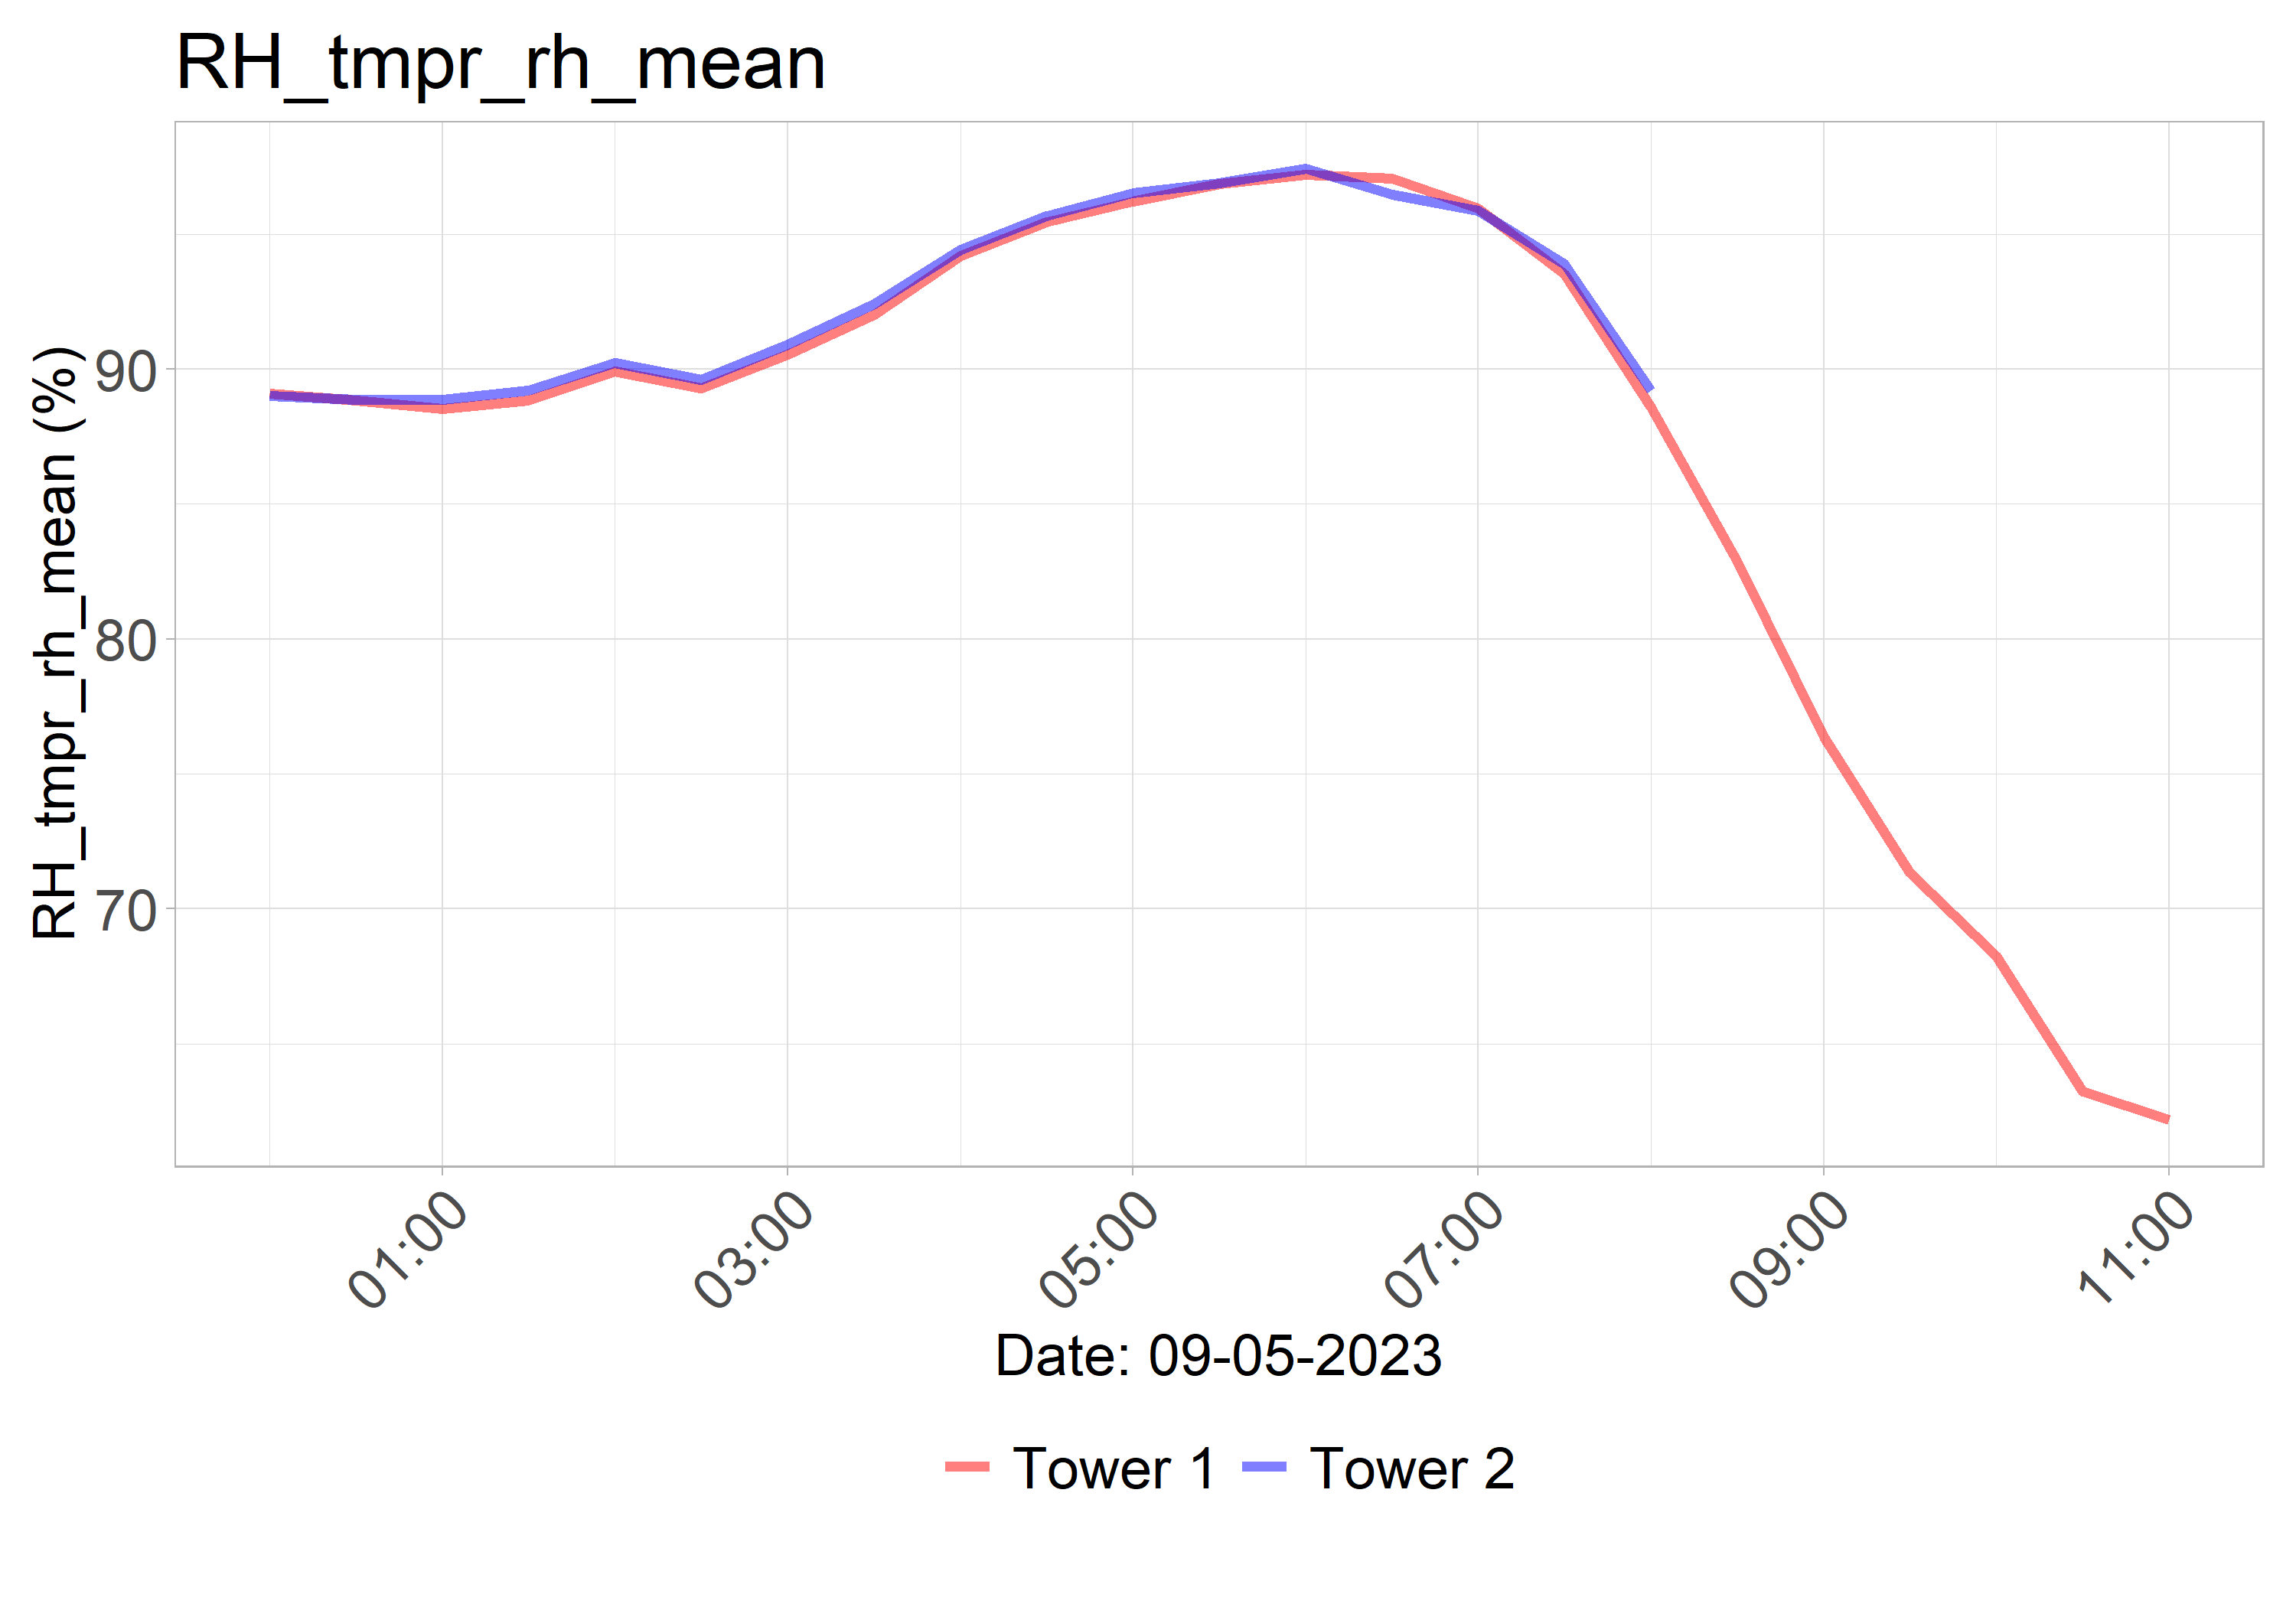 RH_tmpr_rh_mean
RH_tmpr_rh_mean (%)
90
80
70
01:00
03:00
05:00
07:00
09:00
11:00
Date: 09-05-2023
Tower 1
Tower 2